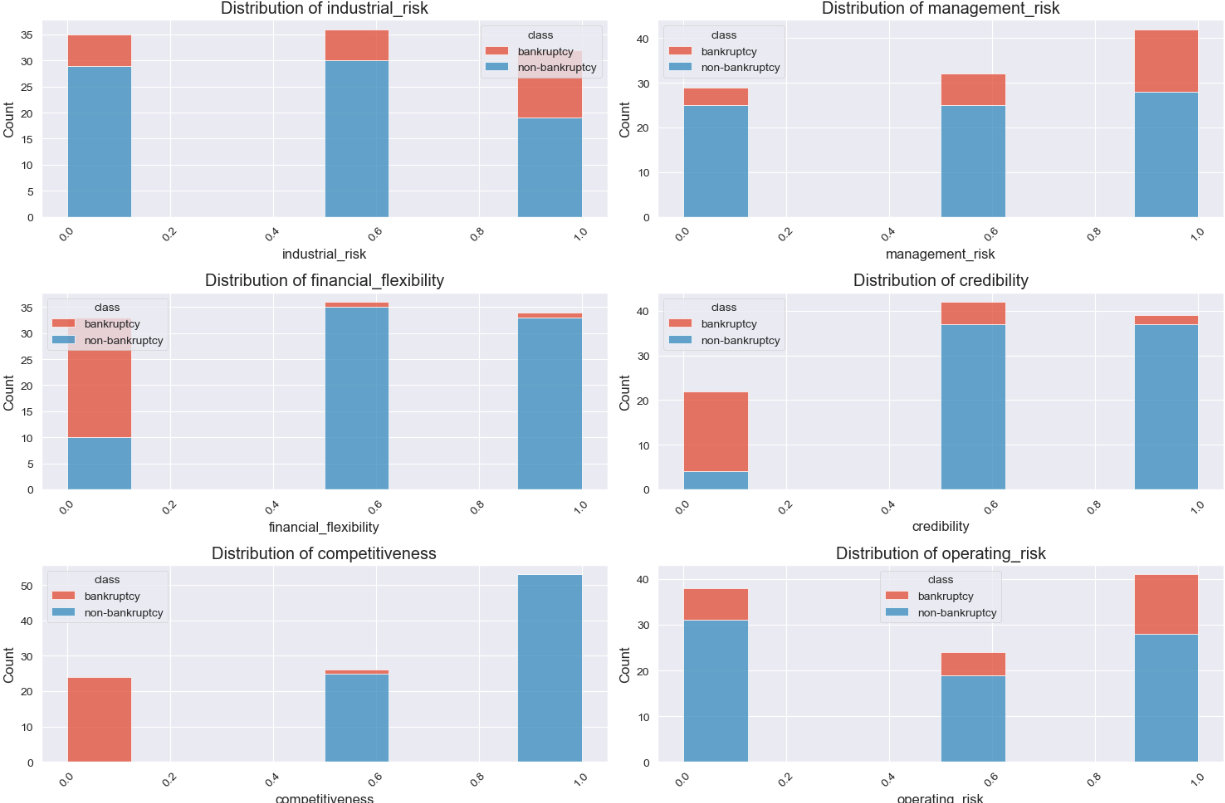 Distribution of industrial_risk
class
bankruptcy
non-bankruptcy
Count
35
30
25
20
15
10
5
0
0.0
0.2
0.4
0.6
0.8
1.0
industrial_risk
Distribution of management_risk
class
bankruptcy
non-bankruptcy
Count
40
30
20
10
0
0.0
0.2
0.4
0.6
0.8
1.0
management_risk
Distribution of financial_flexibility
class
bankruptcy
non-bankruptcy
Count
35
30
25
20
15
10
5
0
0.0
0.2
0.4
0.6
0.8
1.0
financial_flexibility
Distribution of credibility
class
bankruptcy
non-bankruptcy
Count
40
30
20
10
0
0.0
0.2
0.4
0.6
0.8
1.0
credibility
Distribution of competitiveness
class
bankruptcy
non-bankruptcy
Count
50
40
30
20
10
0
0.0
0.2
0.4
0.6
0.8
1.0
competitiveness
Distribution of operating_risk
class
bankruptcy
non-bankruptcy
Count
40
30
20
10
0
0.0
0.2
0.4
0.6
0.8
1.0
operating_risk